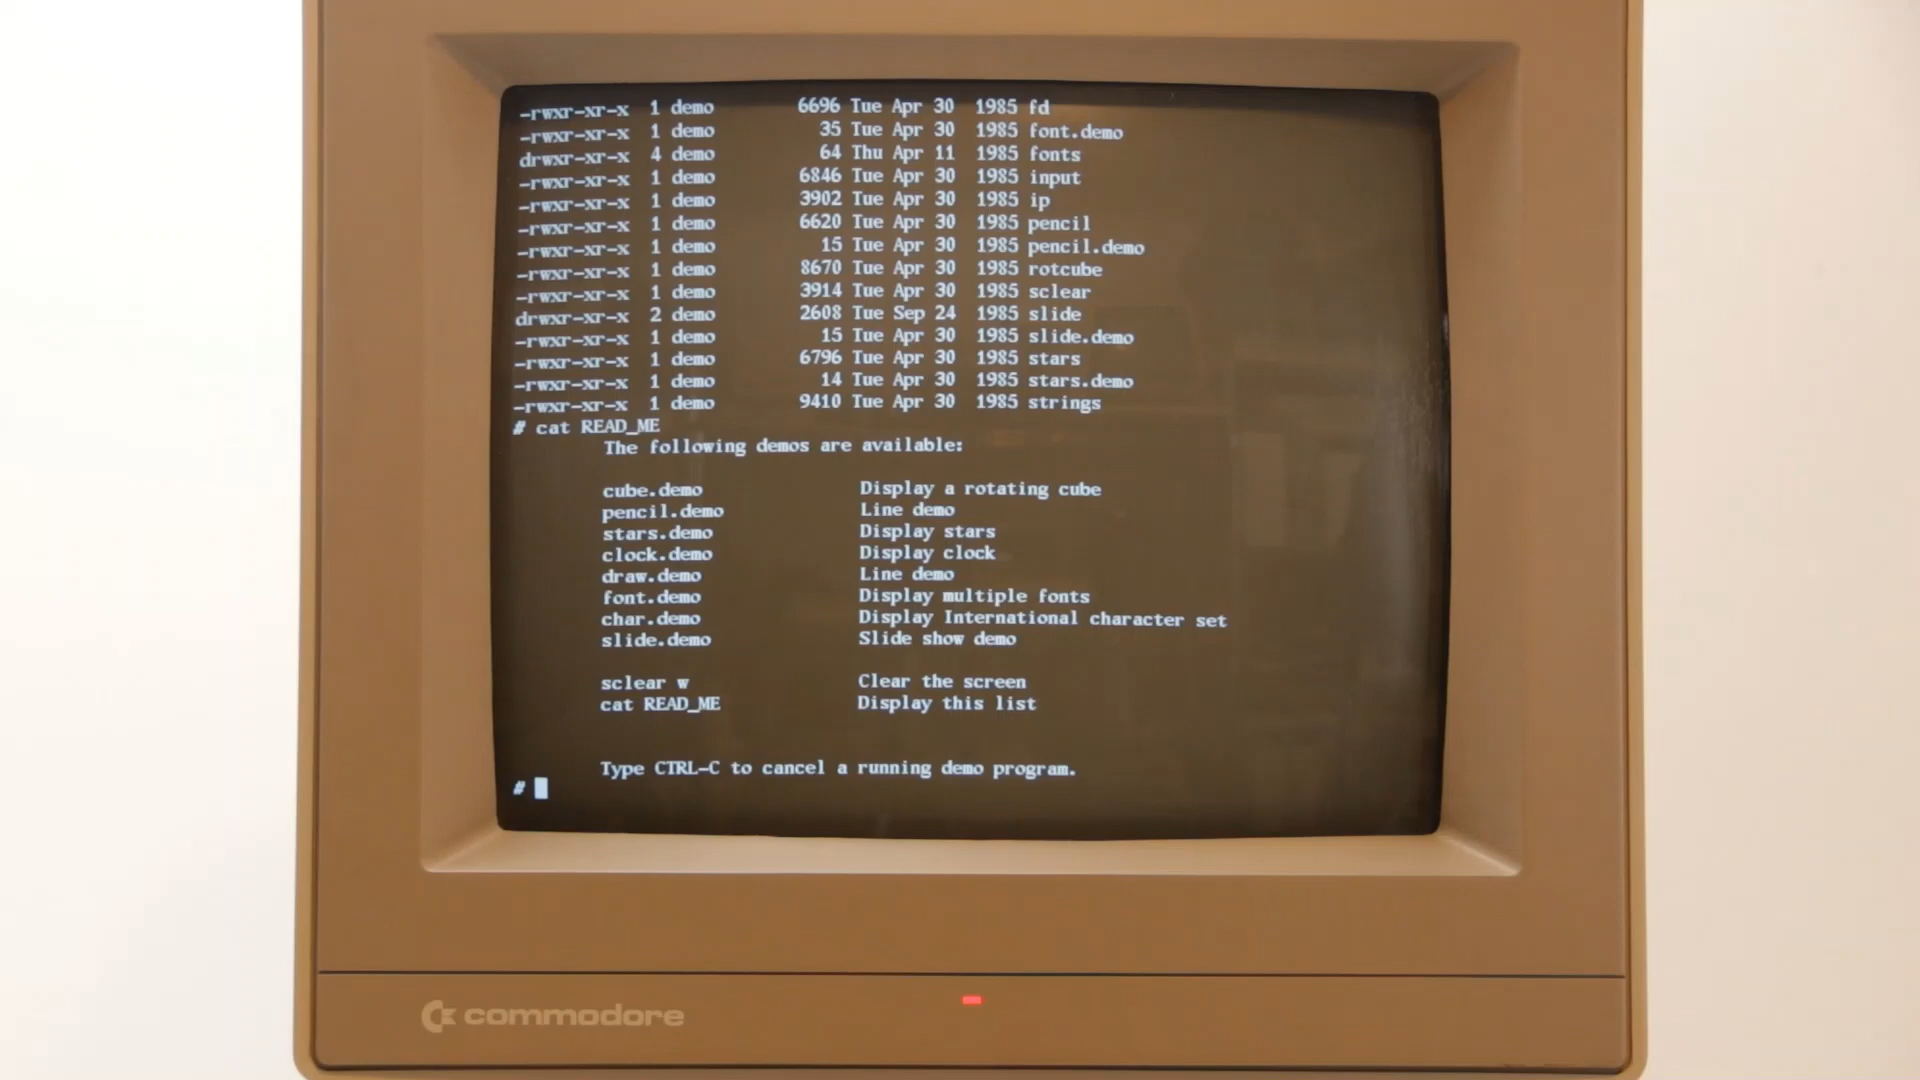 -rwxr-xr-x 1 demo 6696 Tue Apr 30 1985 fd
-rwxr-xr-x 1 demo 35 Tue Apr 30 1985 font.demo
drwxr-xr-x 4 demo 64 Thu Apr 11 1985 fonts
-rwxr-xr-x 1 demo 6846 Tue Apr 30 1985 input
-rwxr-xr-x 1 demo 3902 Tue Apr 30 1985 ip
-rwxr-xr-x 1 demo 6620 Tue Apr 30 1985 pencil
-rwxr-xr-x 1 demo 15 Tue Apr 30 1985 pencil.demo
-rwxr-xr-x 1 demo 8670 Tue Apr 30 1985 rotcube
-rwxr-xr-x 1 demo 3914 Tue Apr 30 1985 sclear
drwxr-xr-x 2 demo 2608 Tue Sep 24 1985 slide
-rwxr-xr-x 1 demo 15 Tue Apr 30 1985 slide.demo
-rwxr-xr-x 1 demo 6796 Tue Apr 30 1985 stars
-rwxr-xr-x 1 demo 14 Tue Apr 30 1985 stars.demo
-rwxr-xr-x 1 demo 9410 Tue Apr 30 1985 strings
# cat READ_ME
The following demos are available:
cube.demo Display a rotating cube
pencil.demo Line demo
stars.demo Display stars
clock.demo Display clock
draw.demo Line demo
font.demo Display multiple fonts
char.demo Display International character set
slide.demo Slide show demo
sclear w Clear the screen
cat READ_ME Display this list
Type CTRL-C to cancel a running demo program.
#
commodore